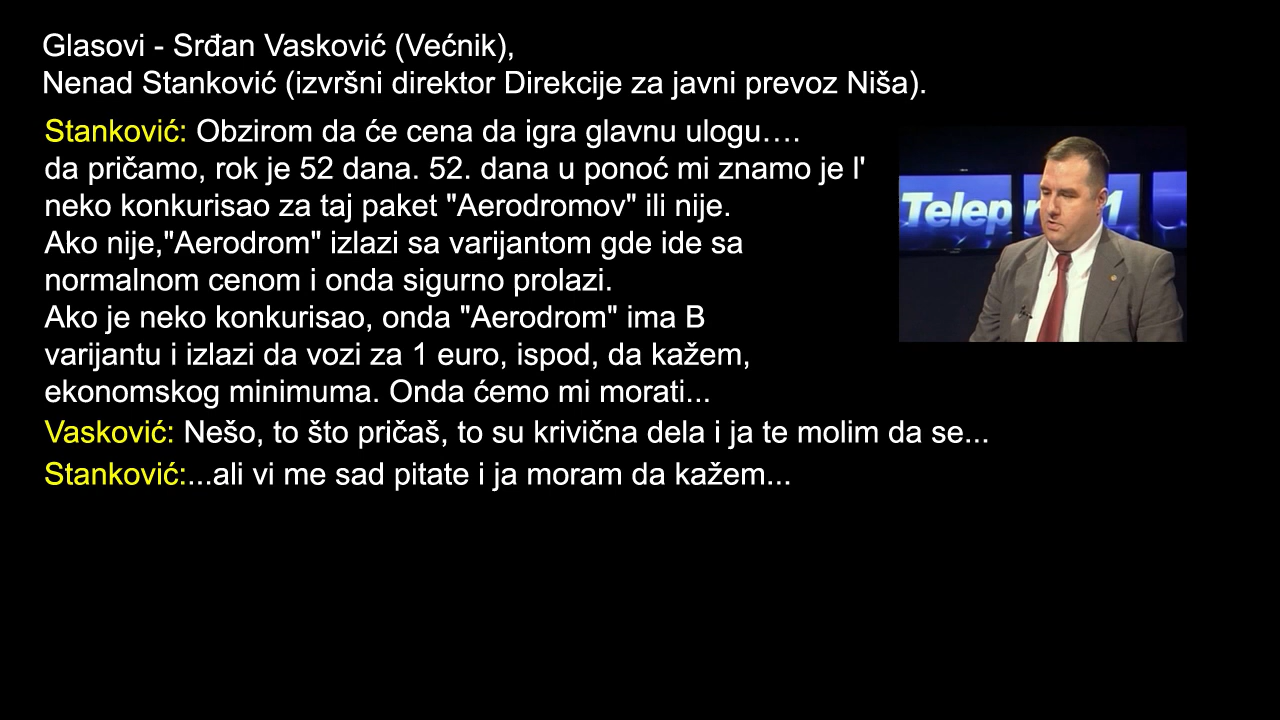 Glasovi - Srđan Vasković (Većnik),
Nenad Stanković (izvršni direktor Direkcije za javni prevoz Niša).
Stanković: Obzirom da će cena da igra glavnu ulogu….
da pričamo, rok je 52 dana. 52. dana u ponoć mi znamo je l'
neko konkurisao za taj paket "Aerodromov" ili nije.
Ako nije,"Aerodrom" izlazi sa varijantom gde ide sa
normalnom cenom i onda sigurno prolazi.
Ako je neko konkurisao, onda "Aerodrom" ima B
varijantu i izlazi da vozi za 1 euro, ispod, da kažem,
ekonomskog minimuma. Onda ćemo mi morati...
Vasković: Nešo, to što pričaš, to su krivična dela i ja te molim da se...
Stanković:...ali vi me sad pitate i ja moram da kažem...